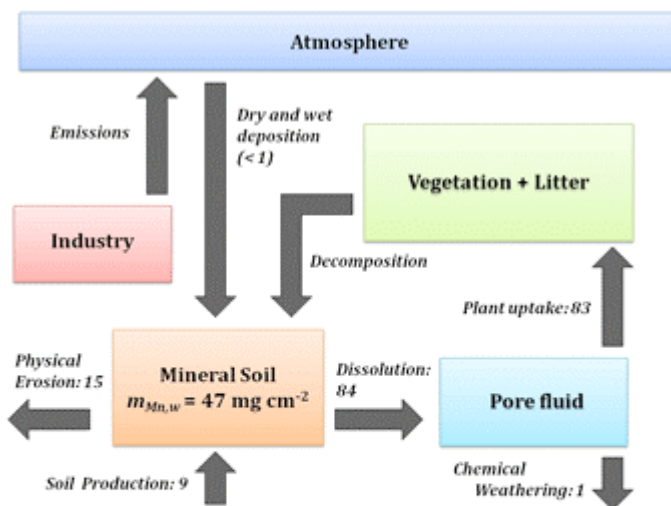 Atmosphere
Emissions
Dry and wet
deposition
(< 1)
Vegetation + Litter
Industry
Decomposition
Plant uptake: 83
Physical
Erosion: 15
Mineral Soil
mMn,w = 47 mg cm-2
Dissolution:
84
Pore fluid
Soil Production: 9
Chemical
Weathering: 1